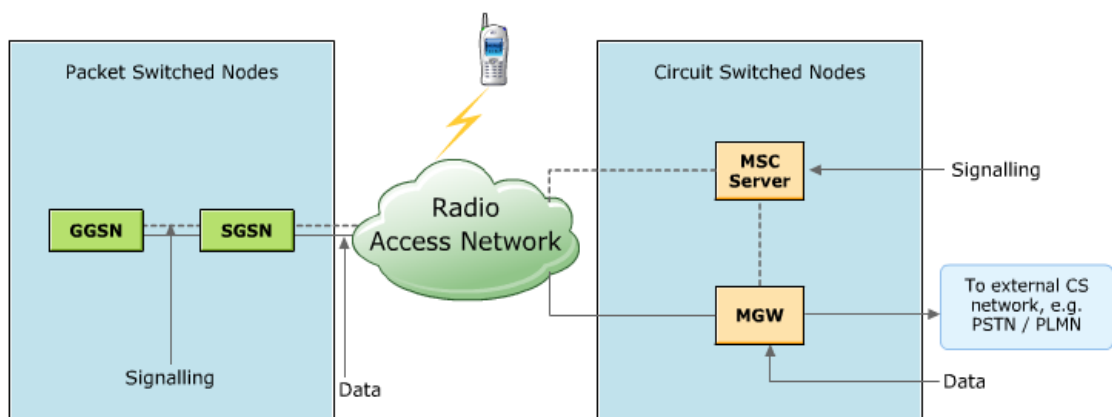 Packet Switched Nodes
GGSN
SGSN
Signalling
Data
Radio
Access Network
Circuit Switched Nodes
MSC
Server
Signalling
MGW
To external CS
network, e.g.
PSTN / PLMN
Data